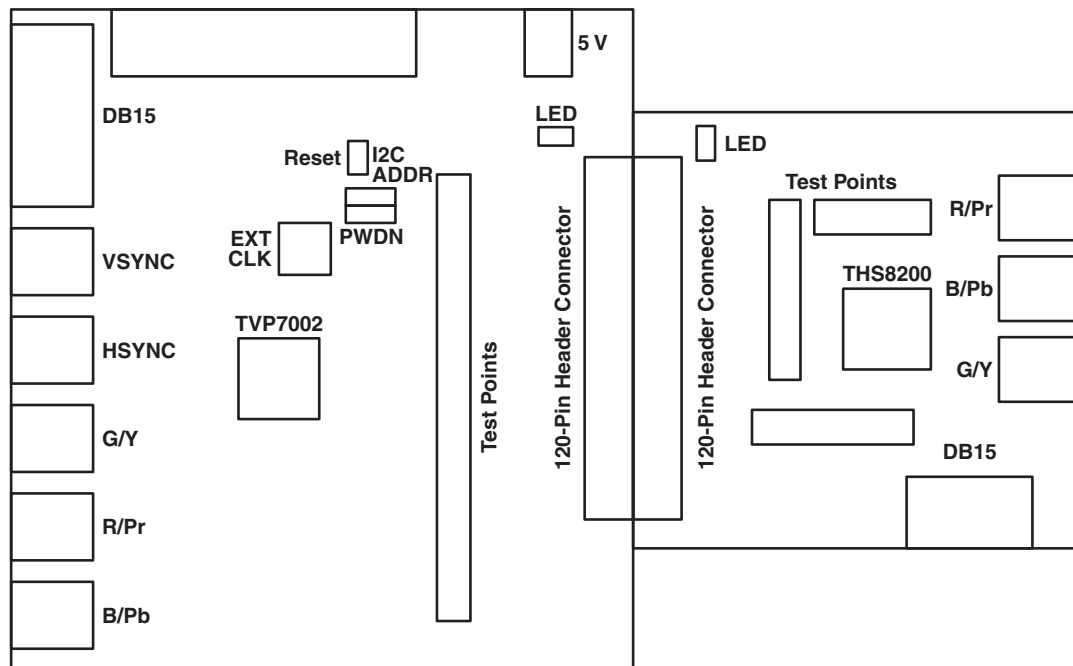 5 V
DB15
LED
Reset
I2C
ADDR
PWDN
EXT
CLK
VSYNC
HSYNC
TVP7002
G/Y
R/Pr
B/Pb
Test Points
120-Pin Header Connector
120-Pin Header Connector
LED
Test Points
R/Pr
THS8200
B/Pb
G/Y
DB15